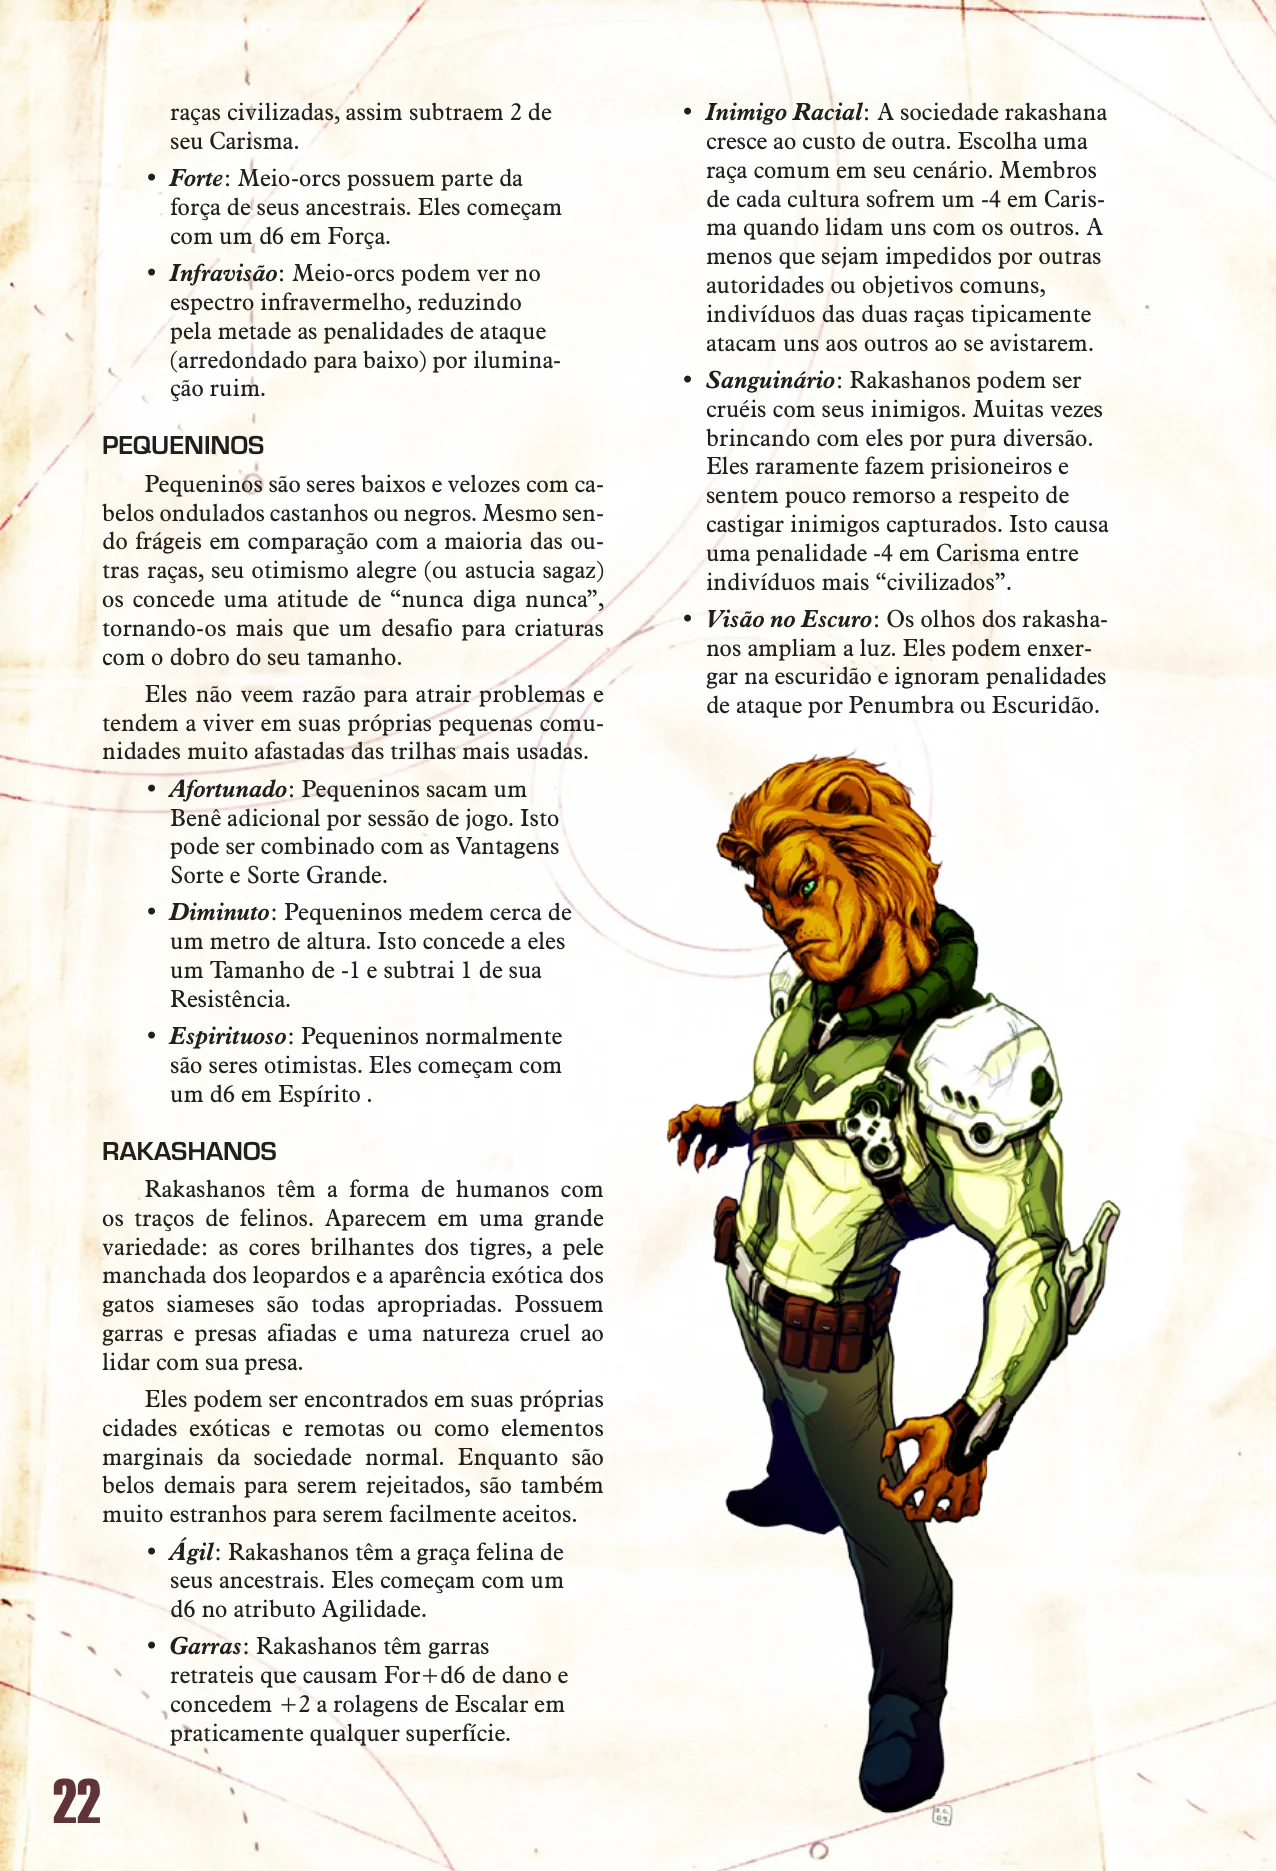 raças civilizadas, assim subtraem 2 de
seu Carisma.
• Forte: Meio-orcs possuem parte da
força de seus ancestrais. Eles começam
com um d6 em Força.
• Infravisão: Meio-orcs podem ver no
espectro infravermelho, reduzindo
pela metade as penalidades de ataque
(arredondado para baixo) por ilumina-
ção ruim.
PEQUENINOS
Pequeninos são seres baixos e velozes com ca-
belos ondulados castanhos ou negros. Mesmo sen-
do frágeis em comparação com a maioria das ou-
tras raças, seu otimismo alegre (ou astucia sagaz)
os concede uma atitude de “nunca diga nunca”,
tornando-os mais que um desafio para criaturas
com o dobro do seu tamanho.
Eles não veem razão para atrair problemas e
tendem a viver em suas próprias pequenas comu-
nidades muito afastadas das trilhas mais usadas.
• Afortunado: Pequeninos sacam um
Benê adicional por sessão de jogo. Isto
pode ser combinado com as Vantagens
Sorte e Sorte Grande.
• Diminuto: Pequeninos medem cerca de
um metro de altura. Isto concede a eles
um Tamanho de -1 e subtrai 1 de sua
Resistência.
• Espirituoso: Pequeninos normalmente
são seres otimistas. Eles começam com
um d6 em Espírito .
RAKASHANOS
Rakashanos têm a forma de humanos com
os traços de felinos. Aparecem em uma grande
variedade: as cores brilhantes dos tigres, a pele
manchada dos leopardos e a aparência exótica dos
gatos siameses são todas apropriadas. Possuem
garras e presas afiadas e uma natureza cruel ao
lidar com sua presa.
Eles podem ser encontrados em suas próprias
cidades exóticas e remotas ou como elementos
marginais da sociedade normal. Enquanto são
belos demais para serem rejeitados, são também
muito estranhos para serem facilmente aceitos.
• Ágil: Rakashanos têm a graça felina de
seus ancestrais. Eles começam com um
d6 no atributo Agilidade.
• Garras: Rakashanos têm garras
retrateis que causam For+d6 de dano e
concedem +2 a rolagens de Escalar em
praticamente qualquer superfície.
• Inimigo Racial: A sociedade rakashana
cresce ao custo de outra. Escolha uma
raça comum em seu cenário. Membros
de cada cultura sofrem um -4 em Caris-
ma quando lidam uns com os outros. A
menos que sejam impedidos por outras
autoridades ou objetivos comuns,
indivíduos das duas raças tipicamente
atacam uns aos outros ao se avistarem.
• Sanguinário: Rakashanos podem ser
cruéis com seus inimigos. Muitas vezes
brincando com eles por pura diversão.
Eles raramente fazem prisioneiros e
sentem pouco remorso a respeito de
castigar inimigos capturados. Isto causa
uma penalidade -4 em Carisma entre
indivíduos mais “civilizados”.
• Visão no Escuro: Os olhos dos rakasha-
nos ampliam a luz. Eles podem enxer-
gar na escuridão e ignoram penalidades
de ataque por Penumbra ou Escuridão.
22